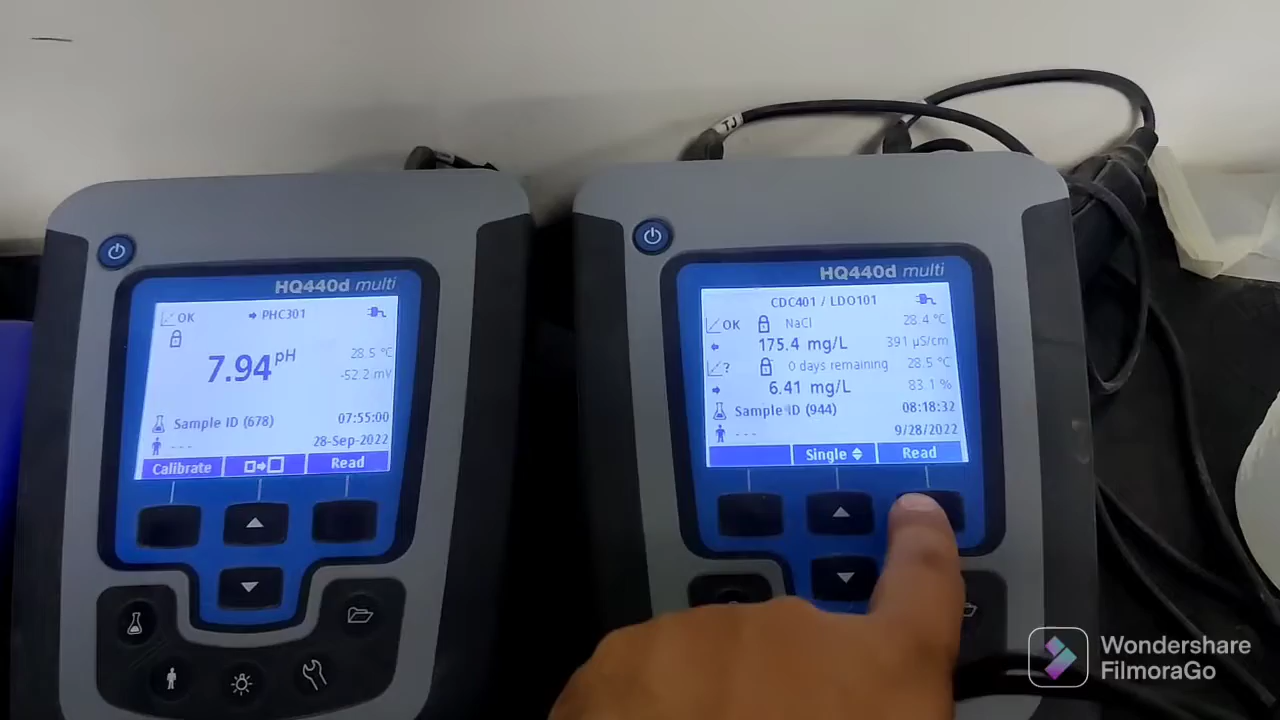 HQ440d multi
OK
PHC301
7.94 pH
28.5 °C
-52.2 mV
Sample ID (678)
07:55:00
- - -
28-Sep-2022
Calibrate
Read
TJ
HQ440d multi
CDC401 / LDO101
OK
NaCl
28.4 °C
175.4 mg/L
391 µS/cm
?
0 days remaining
28.5 °C
6.41 mg/L
83.1 %
Sample ID (944)
08:18:32
- - -
9/28/2022
Single
Read
Wondershare
FilmoraGo